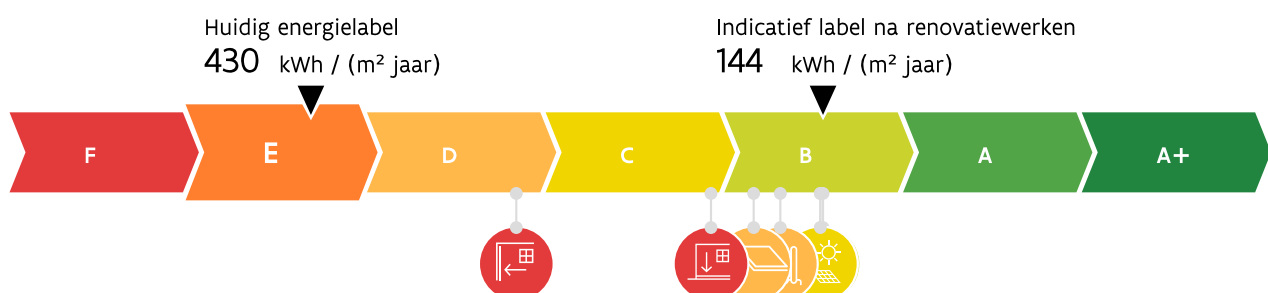 Huidig energielabel
430 kWh / (m² jaar)
Indicatief label na renovatiewerken
144 kWh / (m² jaar)
F E D C B A A+